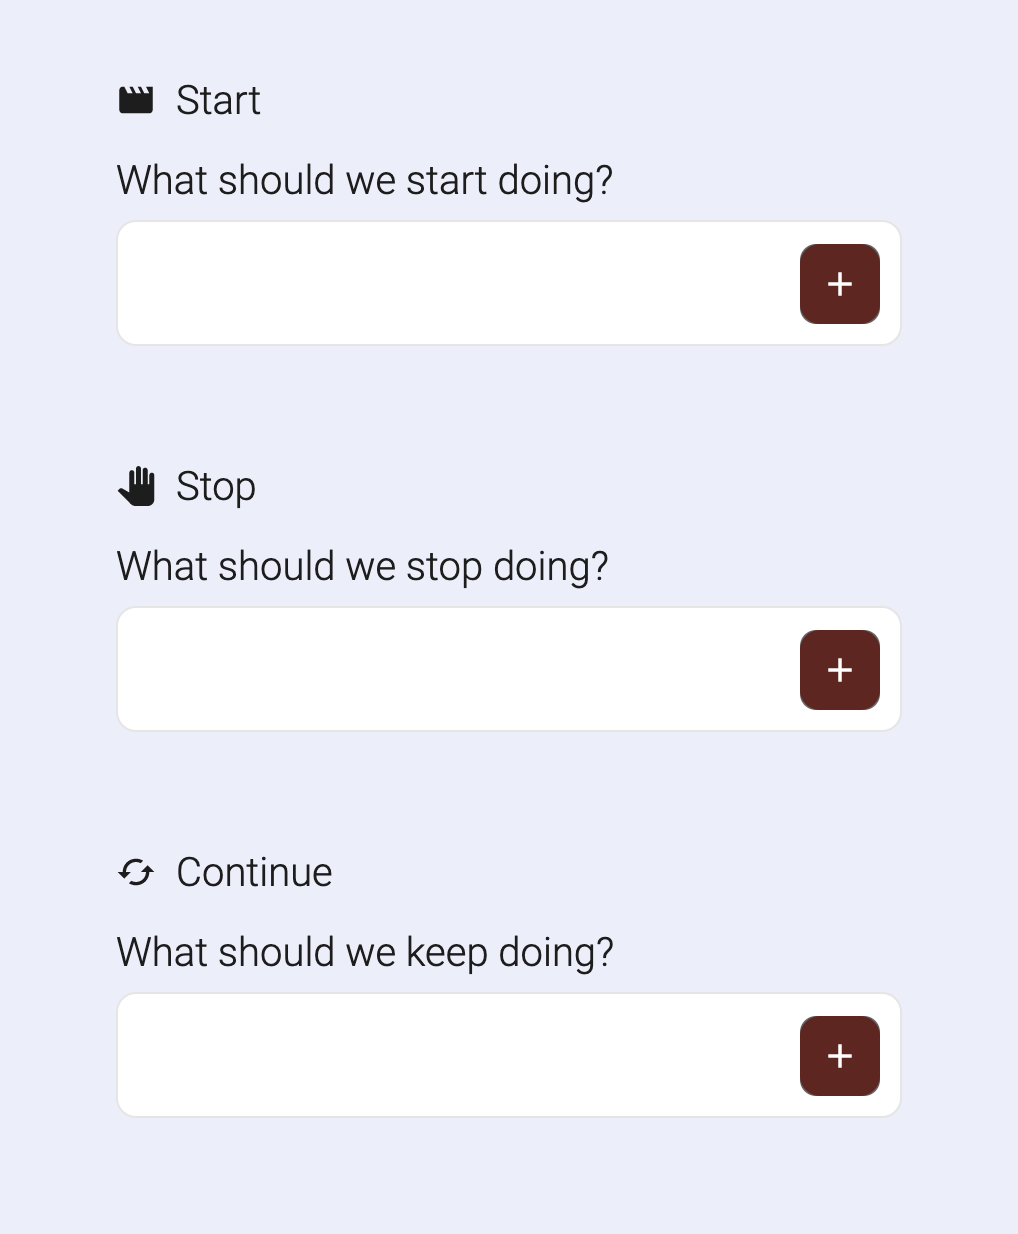 Start
What should we start doing?
+
Stop
What should we stop doing?
+
Continue
What should we keep doing?
+